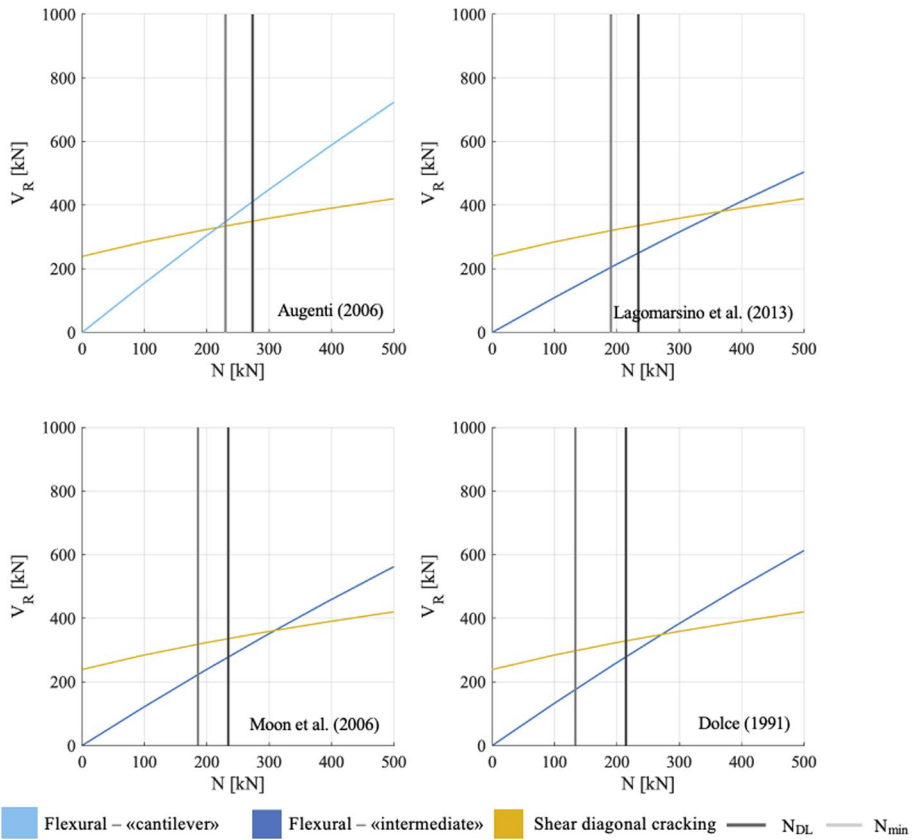 1000
800
600
400
200
0
V_R [kN]
0 100 200 300 400 500
N [kN]
Augenti (2006)
1000
800
600
400
200
0
V_R [kN]
0 100 200 300 400 500
N [kN]
Lagomarsino et al. (2013)
1000
800
600
400
200
0
V_R [kN]
0 100 200 300 400 500
N [kN]
Moon et al. (2006)
1000
800
600
400
200
0
V_R [kN]
0 100 200 300 400 500
N [kN]
Dolce (1991)
Flexural – «cantilever» Flexural – «intermediate» Shear diagonal cracking N_DL N_min